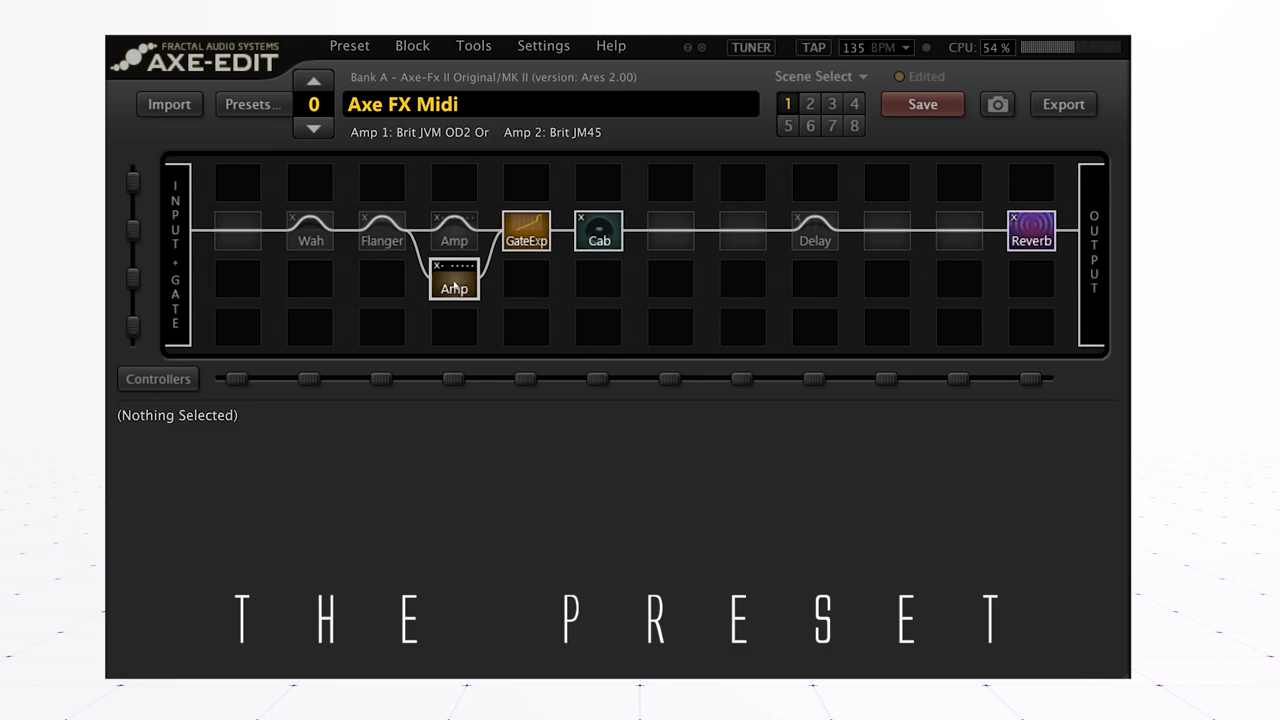 FRACTAL AUDIO SYSTEMS
AXE-EDIT
Preset Block Tools Settings Help
TUNER TAP 135 BPM CPU: 54 %
Bank A – Axe-Fx II Original/MK II (version: Ares 2.00)
Scene Select Edited
Import Presets... 0 Axe FX Midi
1 2 3 4
Save Export
Amp 1: Brit JVM OD2 Or Amp 2: Brit JM45
5 6 7 8
INPUT + GATE
X Wah X Flanger X Amp GateExp X Cab X Delay X Reverb
X Amp
OUTPUT
Controllers
(Nothing Selected)
THE PRESET